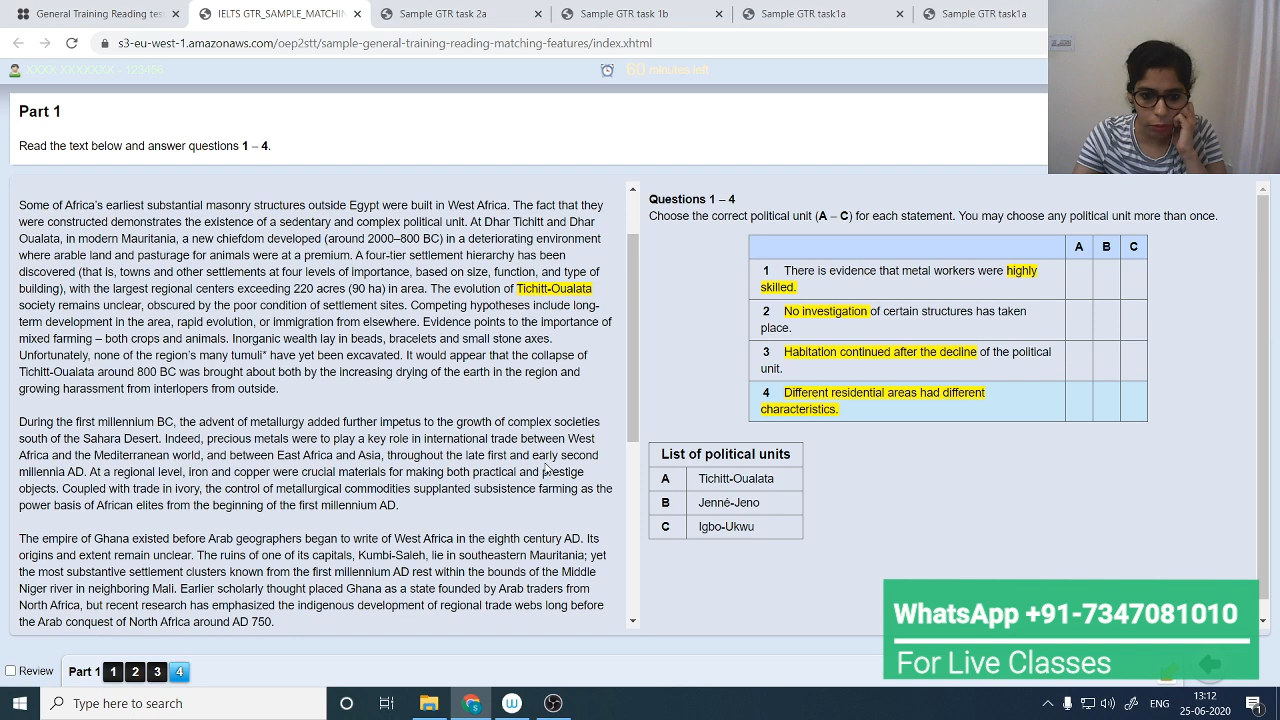 General Training Reading test
IELTS GTR_SAMPLE_MATCHIN
Sample GTR task 2a
Sample GTR task 1b
Sample GTR task1a
Sample GTR task1a
s3-eu-west-1.amazonaws.com/oep2stt/sample-general-training-reading-matching-features/index.xhtml
XXXX XXXXXXX - 123456
60 minutes left
Part 1
Read the text below and answer questions 1 – 4.
Some of Africa's earliest substantial masonry structures outside Egypt were built in West Africa. The fact that they
were constructed demonstrates the existence of a sedentary and complex political unit. At Dhar Tichitt and Dhar
Oualata, in modern Mauritania, a new chiefdom developed (around 2000–800 BC) in a deteriorating environment
where arable land and pasturage for animals were at a premium. A four-tier settlement hierarchy has been
discovered (that is, towns and other settlements at four levels of importance, based on size, function, and type of
building), with the largest regional centers exceeding 220 acres (90 ha) in area. The evolution of Tichitt-Oualata
society remains unclear, obscured by the poor condition of settlement sites. Competing hypotheses include long-
term development in the area, rapid evolution, or immigration from elsewhere. Evidence points to the importance of
mixed farming – both crops and animals. Inorganic wealth lay in beads, bracelets and small stone axes.
Unfortunately, none of the region's many tumuli* have yet been excavated. It would appear that the collapse of
Tichitt-Oualata around 800 BC was brought about both by the increasing drying of the earth in the region and
growing harassment from interlopers from outside.
During the first millennium BC, the advent of metallurgy added further impetus to the growth of complex societies
south of the Sahara Desert. Indeed, precious metals were to play a key role in international trade between West
Africa and the Mediterranean world, and between East Africa and Asia, throughout the late first and early second
millennia AD. At a regional level, iron and copper were crucial materials for making both practical and prestige
objects. Coupled with trade in ivory, the control of metallurgical commodities supplanted subsistence farming as the
power basis of African elites from the beginning of the first millennium AD.
The empire of Ghana existed before Arab geographers began to write of West Africa in the eighth century AD. Its
origins and extent remain unclear. The ruins of one of its capitals, Kumbi-Saleh, lie in southeastern Mauritania; yet
the most substantive settlement clusters known from the first millennium AD rest within the bounds of the Middle
Niger river in neighboring Mali. Earlier scholarly thought placed Ghana as a state founded by Arab traders from
North Africa, but recent research has emphasized the indigenous development of regional trade webs long before
the Arab conquest of North Africa around AD 750.
Questions 1 – 4
Choose the correct political unit (A – C) for each statement. You may choose any political unit more than once.
A B C
1 There is evidence that metal workers were highly
skilled.
2 No investigation of certain structures has taken
place.
3 Habitation continued after the decline of the political
unit.
4 Different residential areas had different
characteristics.
List of political units
A Tichitt-Oualata
B Jenné-Jeno
C Igbo-Ukwu
WhatsApp +91-7347081010
For Live Classes
Review
Part 1 1 2 3 4
Type here to search
ENG
13:12
25-06-2020
1